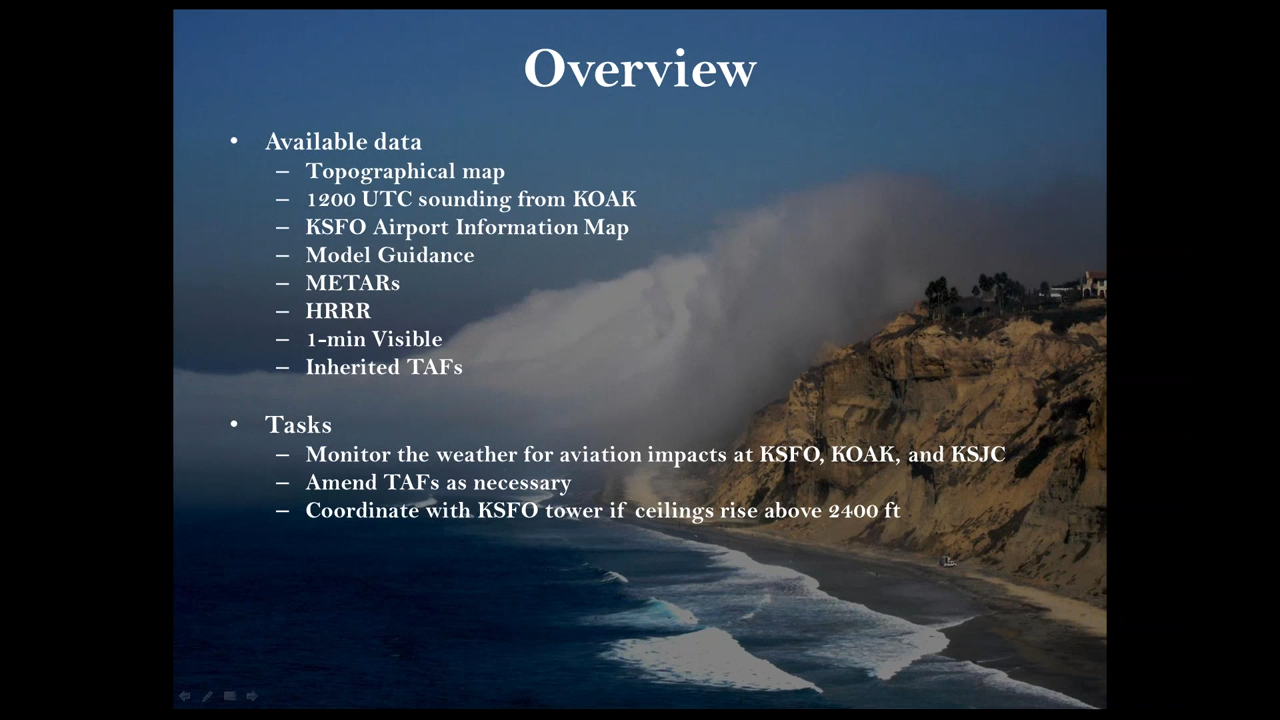 Overview
• Available data
– Topographical map
– 1200 UTC sounding from KOAK
– KSFO Airport Information Map
– Model Guidance
– METARs
– HRRR
– 1-min Visible
– Inherited TAFs
• Tasks
– Monitor the weather for aviation impacts at KSFO, KOAK, and KSJC
– Amend TAFs as necessary
– Coordinate with KSFO tower if ceilings rise above 2400 ft